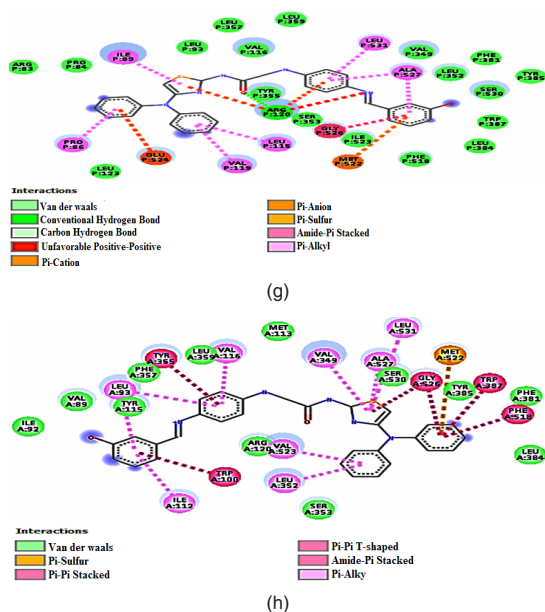 LEU 357
LEU 359
LEU 93
VAL 116
LEU 531
VAL 349
PHE 381
ILE 89
PRO 84
ARG 83
ALA 527
LEU 352
TYR 385
SER 530
TYR 355
ARG 120
SER 353
GLY 526
ILE 523
TRP 387
LEU 384
PRO 86
GLU 524
LEU 115
VAL 119
MET 522
PHE 518
LEU 123
Interactions
Van der waals
Conventional Hydrogen Bond
Carbon Hydrogen Bond
Unfavorable Positive-Positive
Pi-Cation
Pi-Anion
Pi-Sulfur
Amide-Pi Stacked
Pi-Alkyl
(g)
LEU A:531
MET A:113
TYR A:355
LEU A:359
VAL A:116
VAL A:349
ALA A:527
MET A:522
PHE A:357
SER A:530
GLY A:526
TYR A:385
TRP A:387
PHE A:381
LEU A:93
VAL A:89
TYR A:115
PHE A:518
ILE A:92
ARG A:120
VAL A:523
LEU A:384
TRP A:100
LEU A:352
ILE A:112
SER A:353
Interactions
Van der waals
Pi-Sulfur
Pi-Pi Stacked
Pi-Pi T-shaped
Amide-Pi Stacked
Pi-Alky
(h)